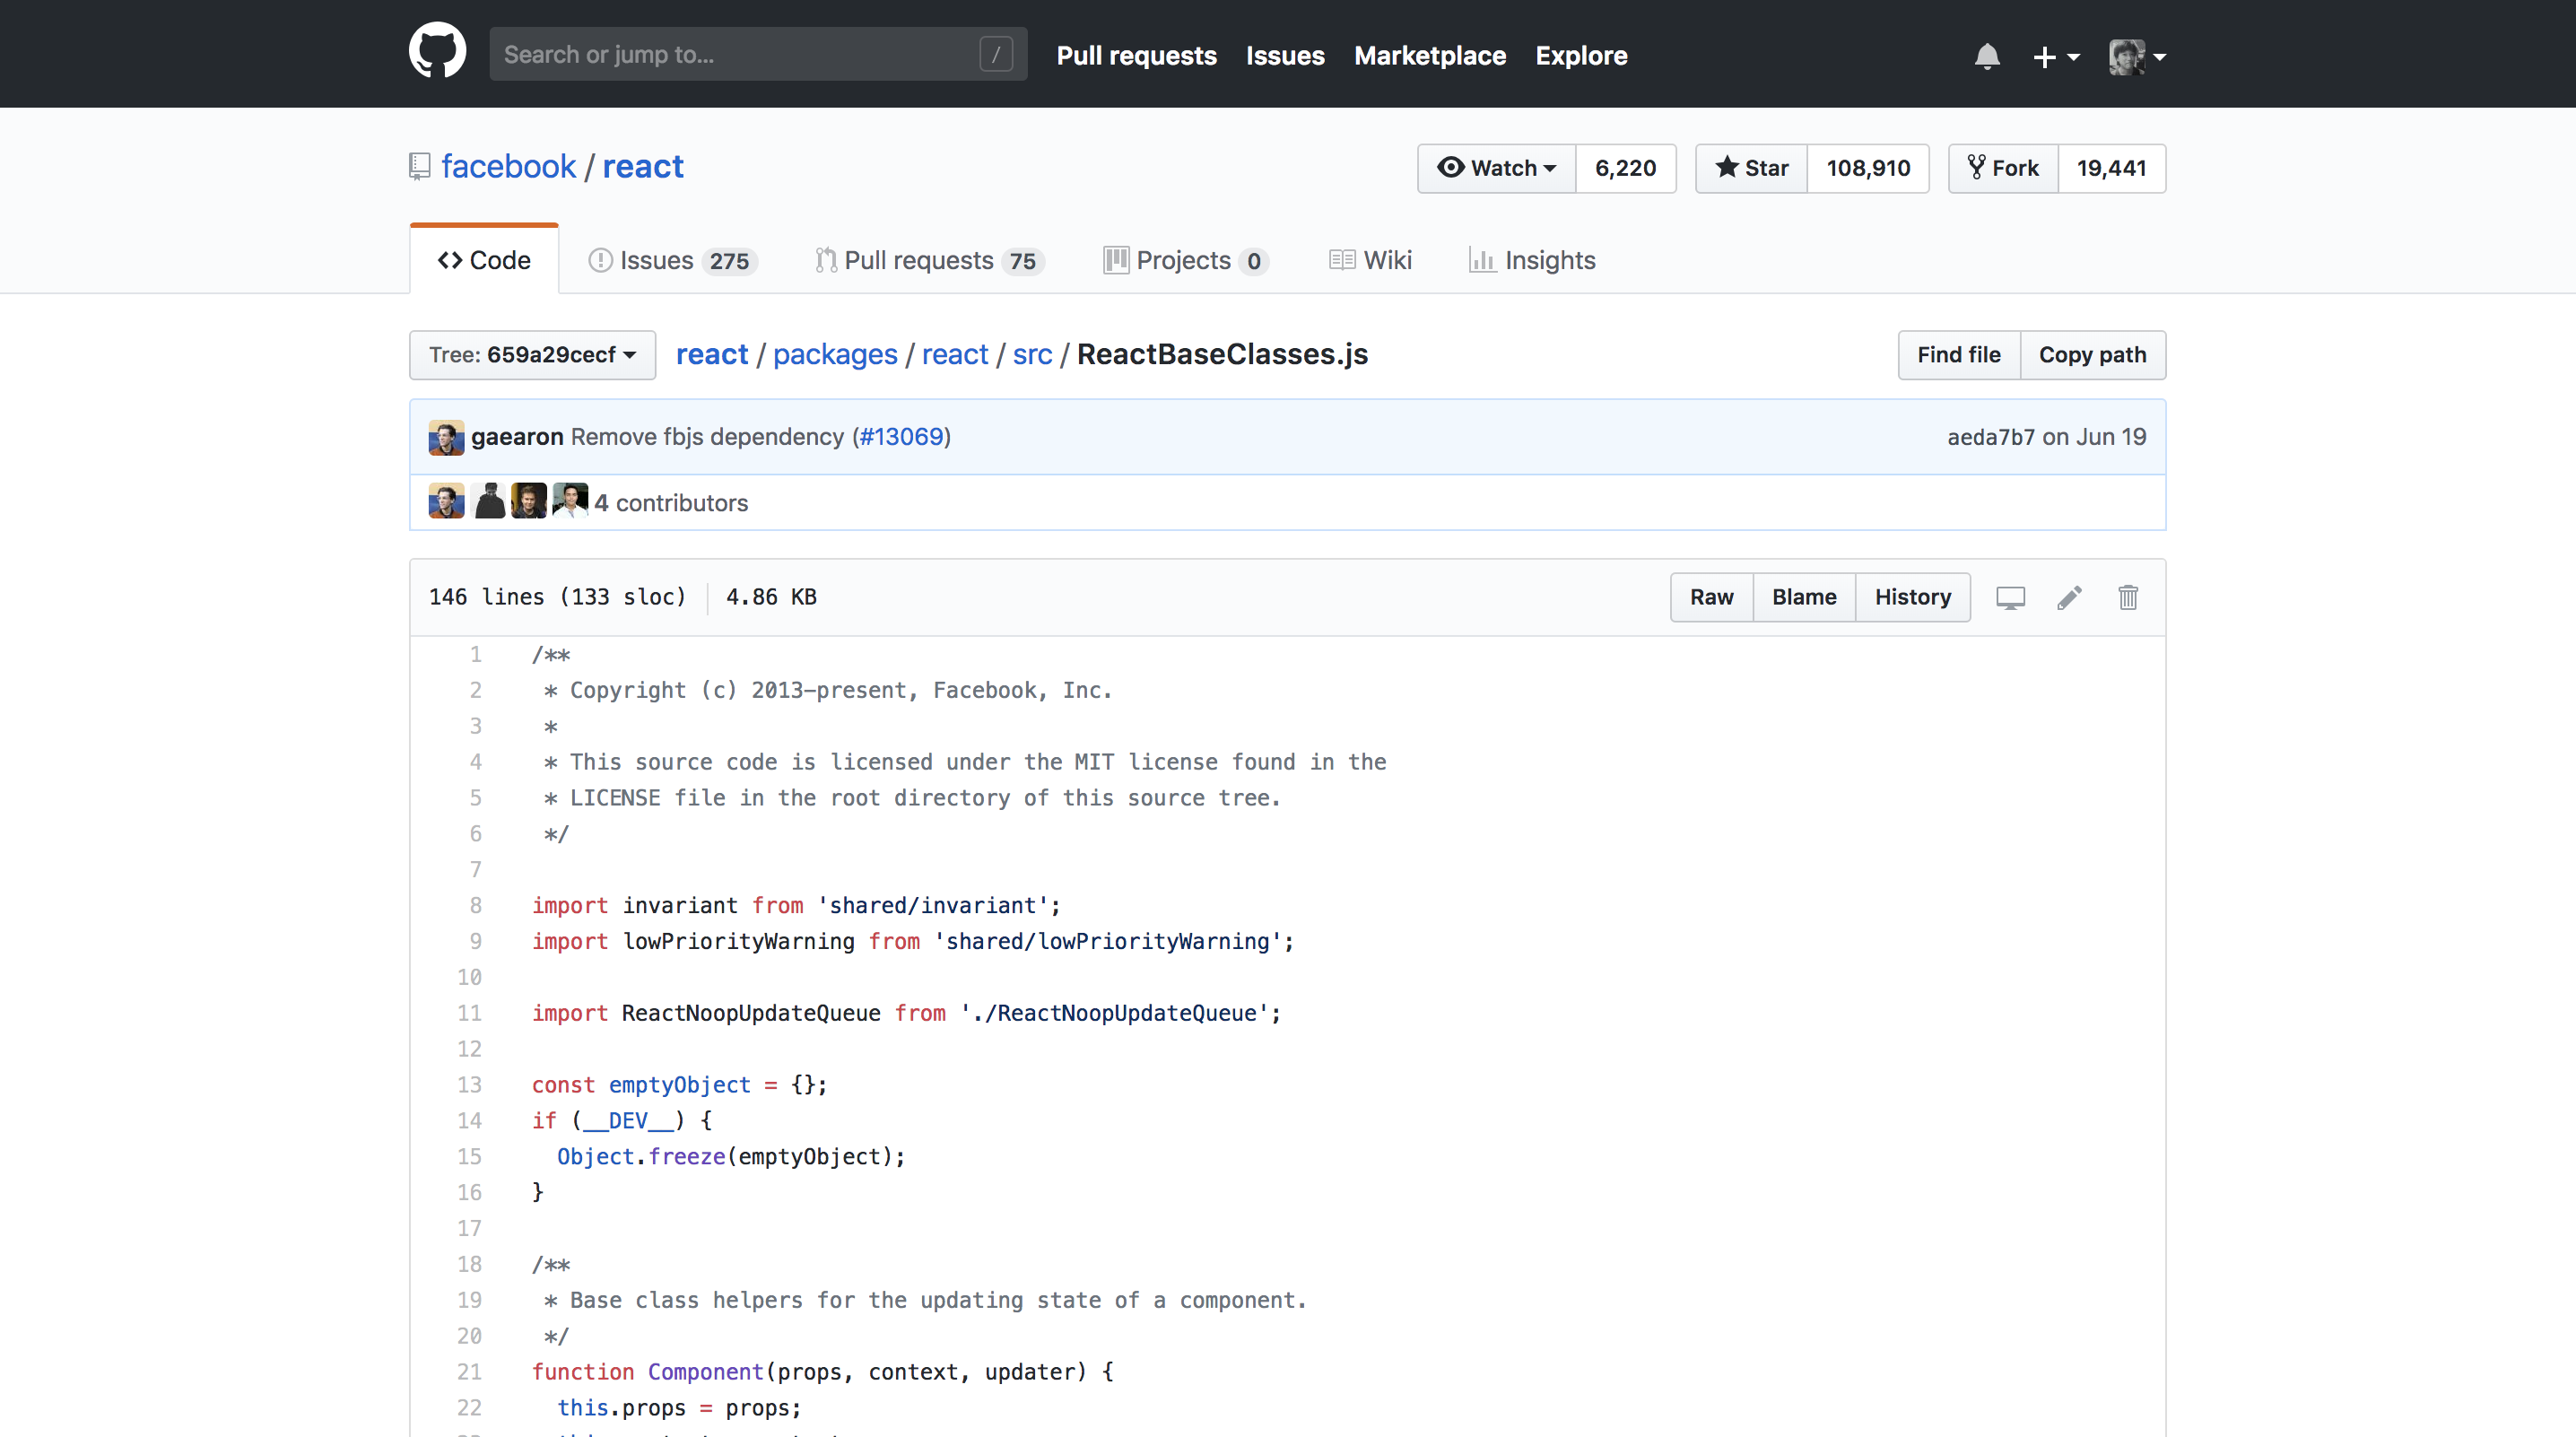 Search or jump to... /
Pull requests Issues Marketplace Explore
facebook / react
Watch 6,220 Star 108,910 Fork 19,441
Code Issues 275 Pull requests 75 Projects 0 Wiki Insights
Tree: 659a29cecf react / packages / react / src / ReactBaseClasses.js Find file Copy path
gaearon Remove fbjs dependency (#13069) aeda7b7 on Jun 19
4 contributors
146 lines (133 sloc) 4.86 KB Raw Blame History
1 /**
2  * Copyright (c) 2013-present, Facebook, Inc.
3  *
4  * This source code is licensed under the MIT license found in the
5  * LICENSE file in the root directory of this source tree.
6  */
7
8 import invariant from 'shared/invariant';
9 import lowPriorityWarning from 'shared/lowPriorityWarning';
10
11 import ReactNoopUpdateQueue from './ReactNoopUpdateQueue';
12
13 const emptyObject = {};
14 if (__DEV__) {
15   Object.freeze(emptyObject);
16 }
17
18 /**
19  * Base class helpers for the updating state of a component.
20  */
21 function Component(props, context, updater) {
22   this.props = props;